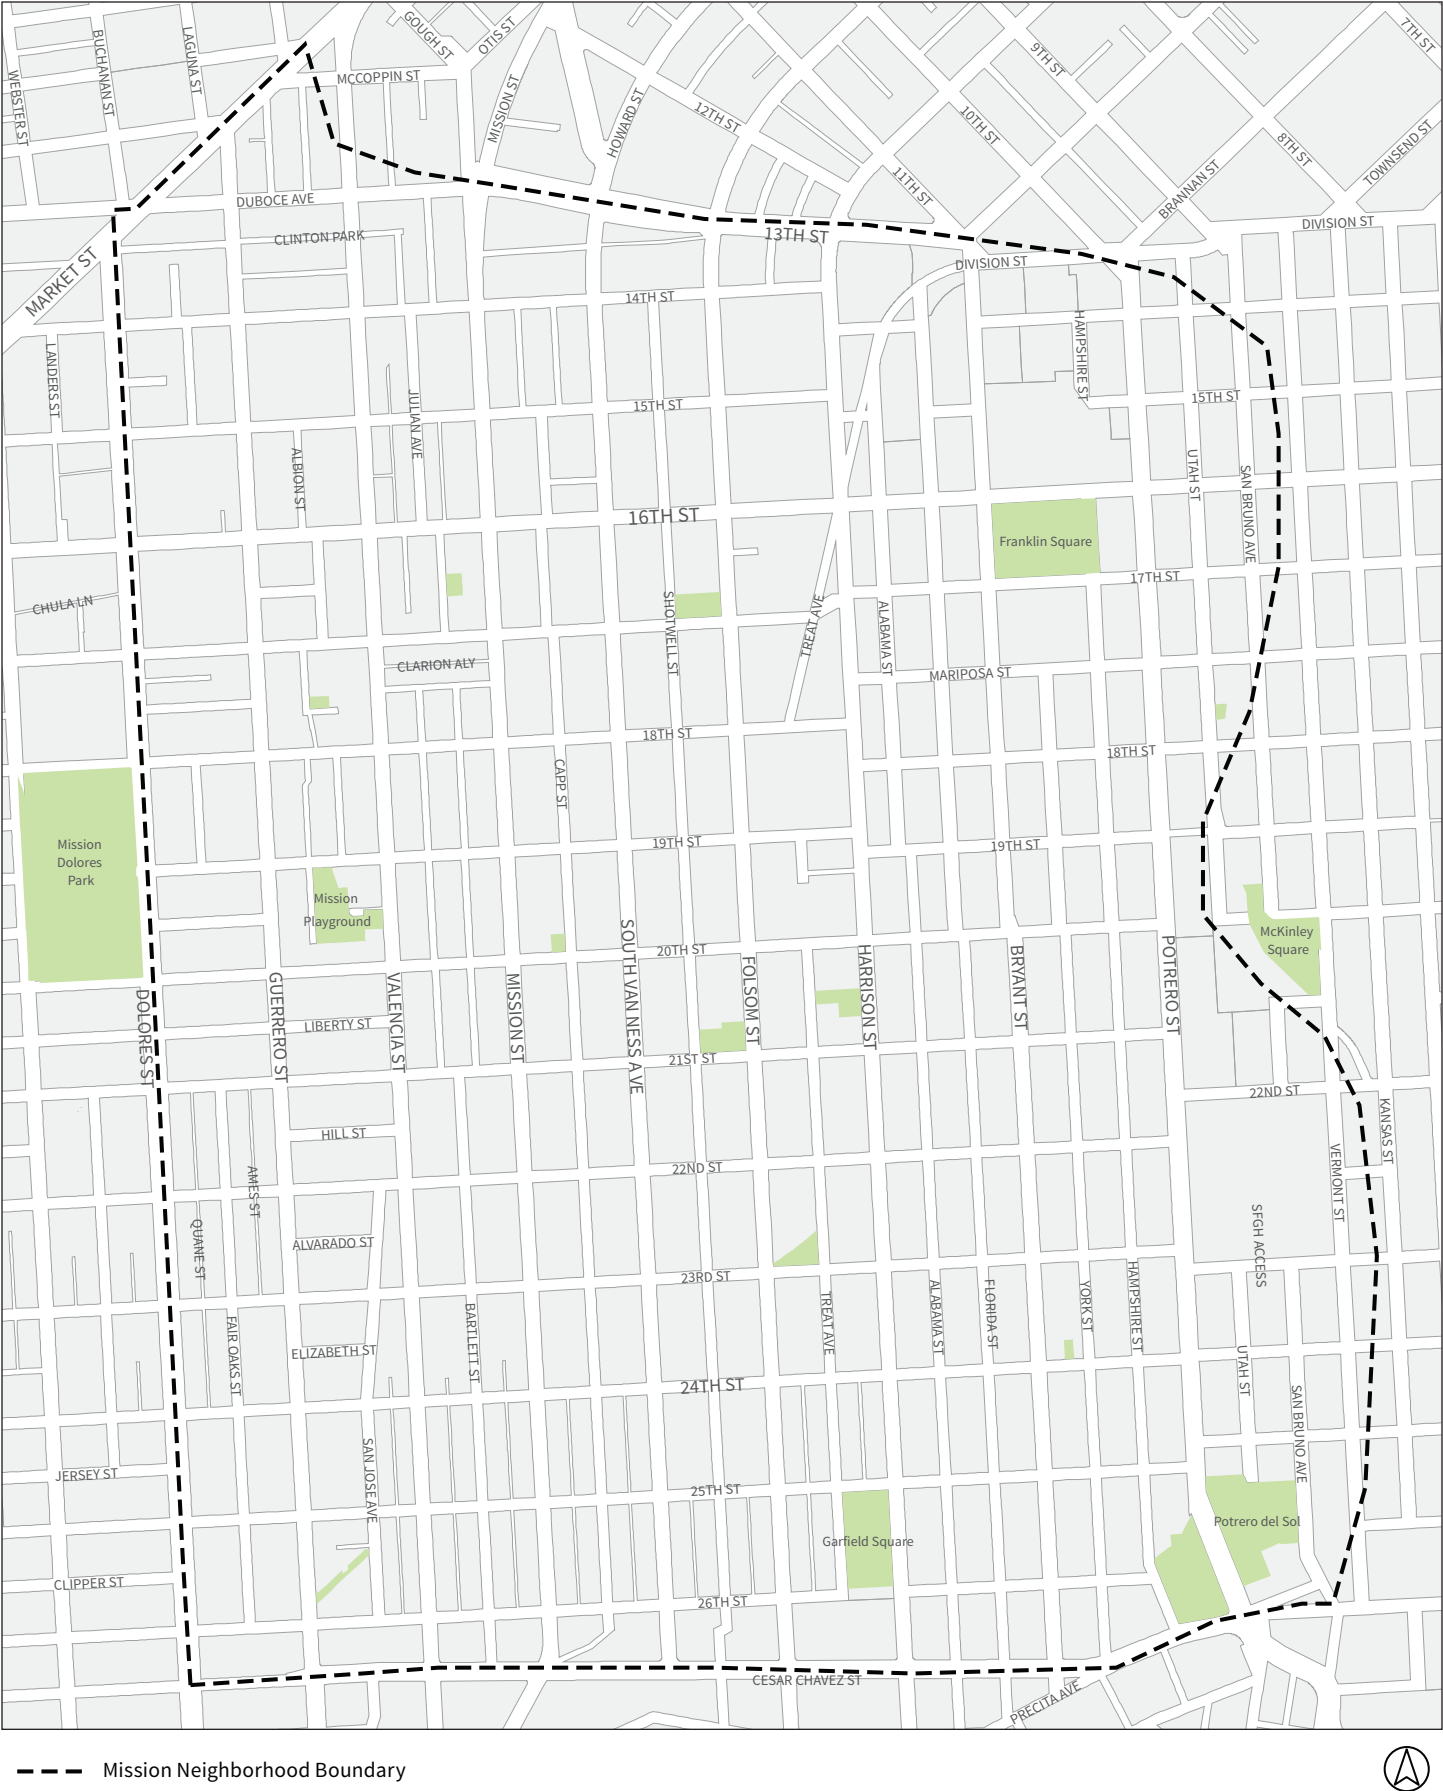 WEBSTER ST
BUCHANAN ST
LAGUNA ST
GOUGH ST
OTIS ST
MCCOPPIN ST
MISSION ST
HOWARD ST
12TH ST
9TH ST
10TH ST
11TH ST
7TH ST
8TH ST
TOWNSEND ST
BRANNAN ST
DUBOCE AVE
CLINTON PARK
13TH ST
DIVISION ST
DIVISION ST
MARKET ST
14TH ST
LANDERS ST
HAMPSHIRE ST
15TH ST
15TH ST
JULIAN AVE
ALBION ST
UTAH ST
SAN BRUNO AVE
16TH ST
Franklin Square
17TH ST
CHULA LN
SHOTWELL ST
TREAT AVE
ALABAMA ST
CLARION ALY
MARIPOSA ST
18TH ST
18TH ST
CAPP ST
Mission
Dolores
Park
19TH ST
19TH ST
Mission
Playground
McKinley
Square
20TH ST
DOLORES ST
GUERRERO ST
VALENCIA ST
MISSION ST
SOUTH VAN NESS AVE
FOLSOM ST
HARRISON ST
BRYANT ST
POTRERO ST
LIBERTY ST
21ST ST
22ND ST
KANSAS ST
HILL ST
VERMONT ST
22ND ST
AMES ST
QUANE ST
SFGH ACCESS
ALVARADO ST
23RD ST
TREAT AVE
ALABAMA ST
FLORIDA ST
YORK ST
HAMPSHIRE ST
FAIR OAKS ST
BARTLETT ST
ELIZABETH ST
UTAH ST
24TH ST
SAN BRUNO AVE
SAN JOSE AVE
JERSEY ST
25TH ST
Potrero del Sol
Garfield Square
CLIPPER ST
26TH ST
CESAR CHAVEZ ST
PRECITA AVE
Mission Neighborhood Boundary